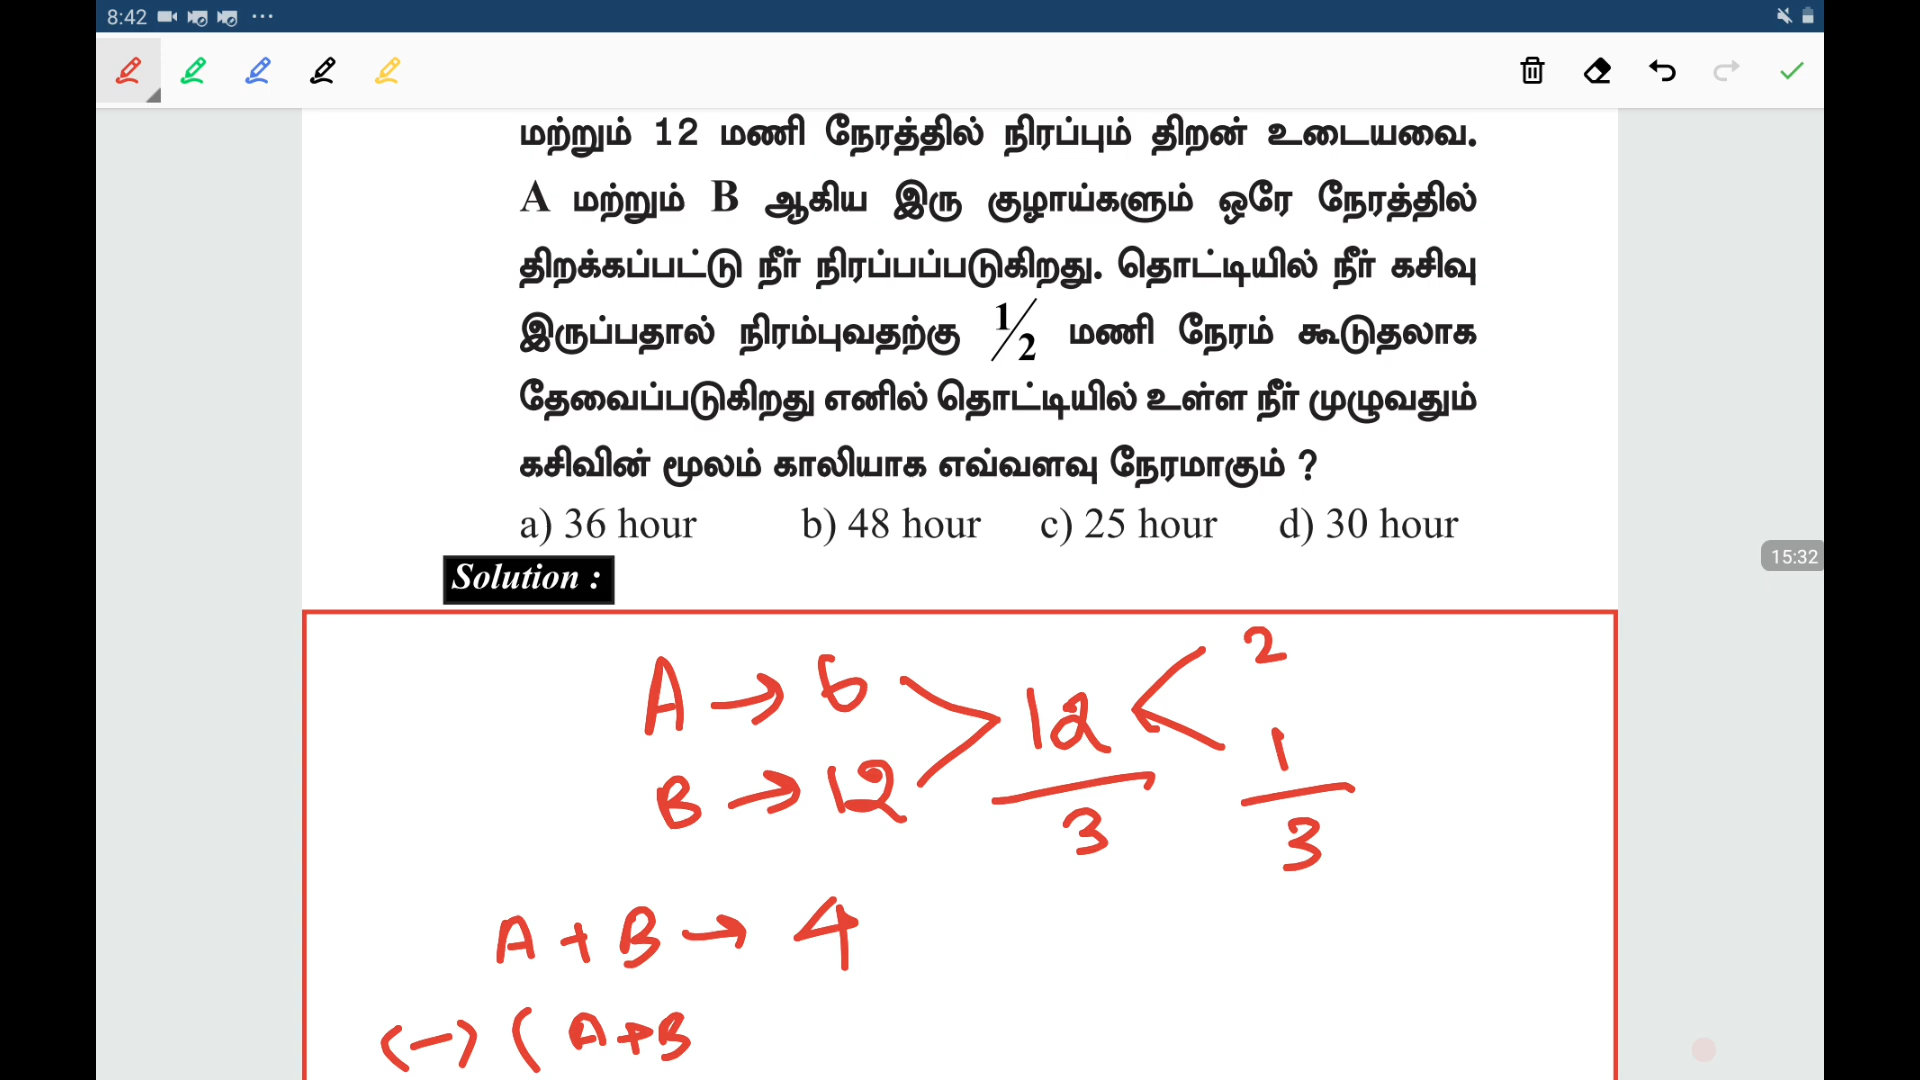 8:42
மற்றும் 12 மணி நேரத்தில் நிரப்பும் திறன் உடையவை.
A மற்றும் B ஆகிய இரு குழாய்களும் ஒரே நேரத்தில்
திறக்கப்பட்டு நீர் நிரப்பப்படுகிறது. தொட்டியில் நீர் கசிவு
இருப்பதால் நிரம்புவதற்கு 1/2 மணி நேரம் கூடுதலாக
தேவைப்படுகிறது எனில் தொட்டியில் உள்ள நீர் முழுவதும்
கசிவின் மூலம் காலியாக எவ்வளவு நேரமாகும் ?
a) 36 hour b) 48 hour c) 25 hour d) 30 hour
15:32
Solution :
A → 6
B → 12
12
3
2
1
3
A + B → 4
(-) ( A+B